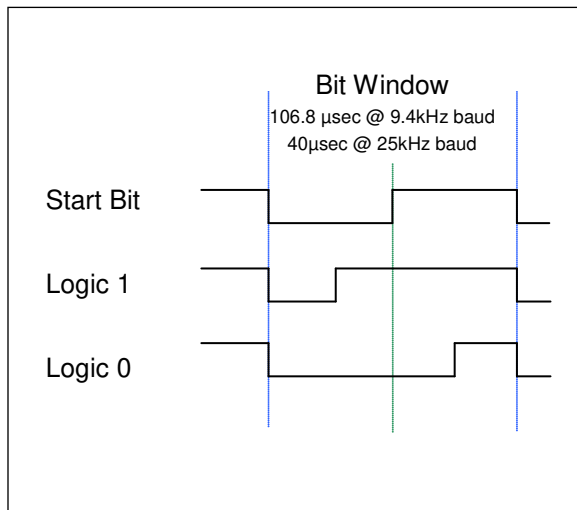 Bit Window
106.8 μsec @ 9.4kHz baud
40μsec @ 25kHz baud
Start Bit
Logic 1
Logic 0